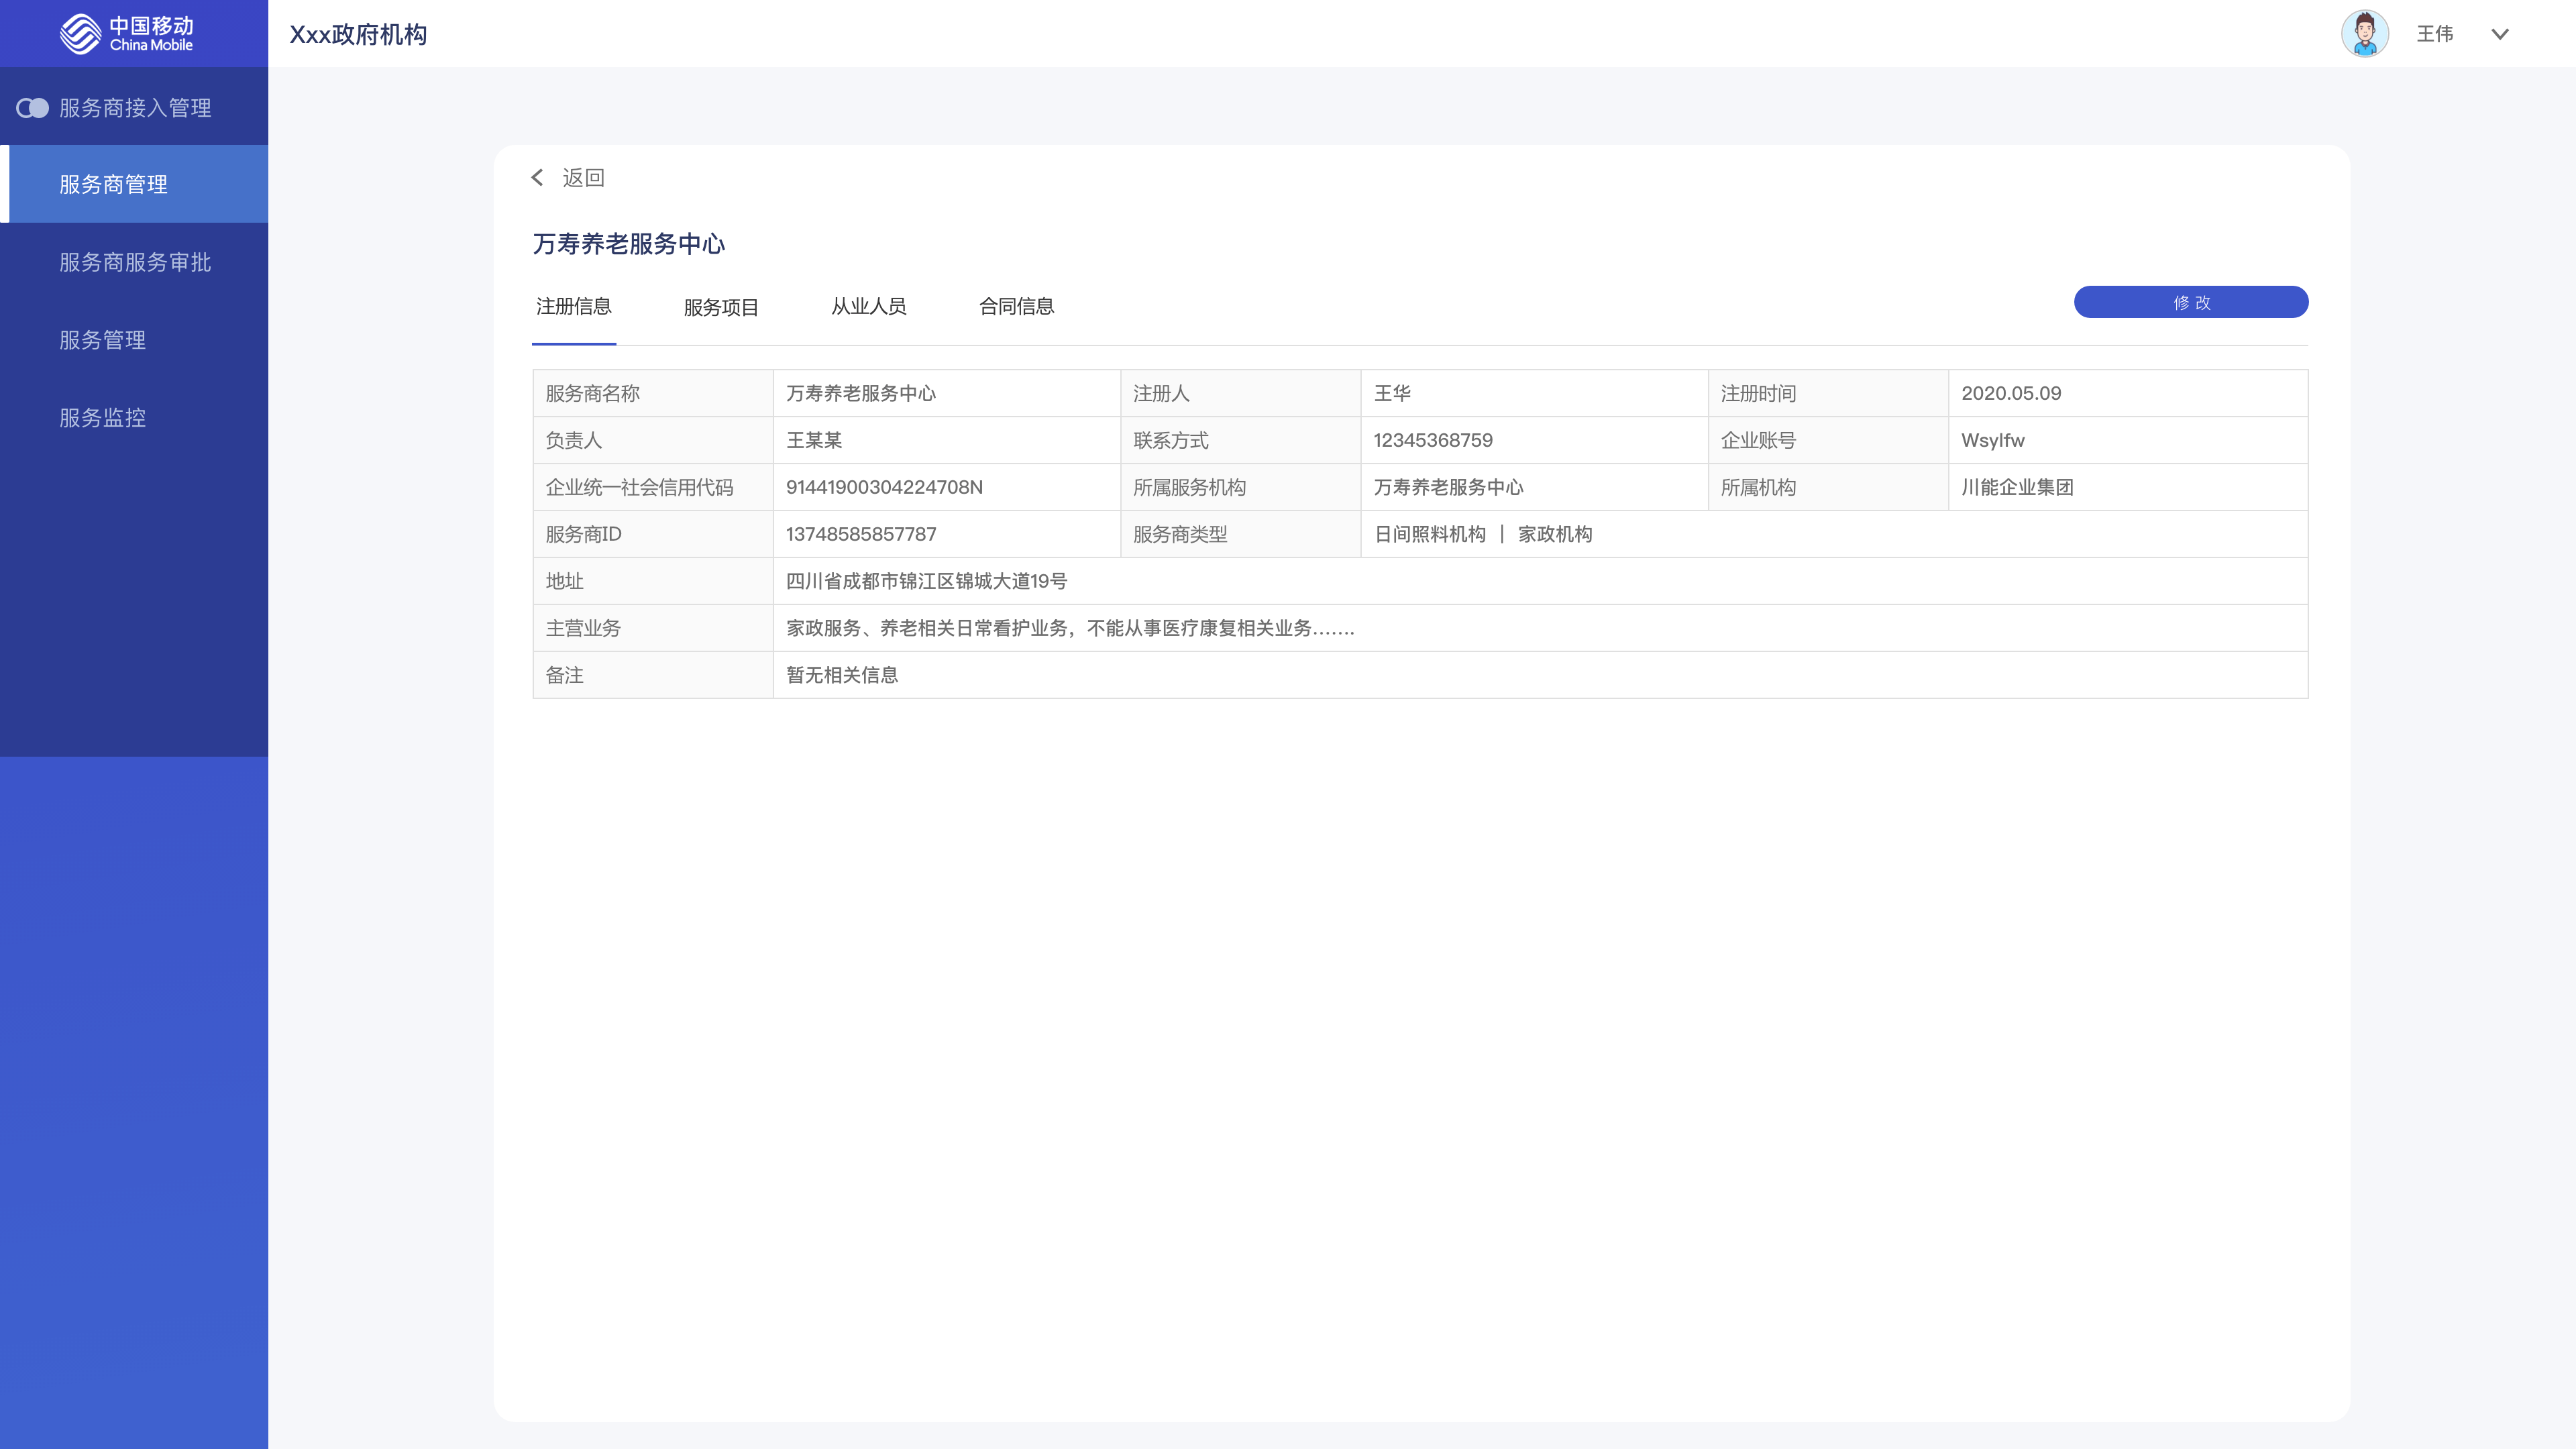 中国移动
China Mobile
Xxx政府机构
王伟
服务商接入管理
服务商管理
服务商服务审批
服务管理
服务监控
返回
万寿养老服务中心
注册信息 服务项目 从业人员 合同信息 修 改
服务商名称 万寿养老服务中心 注册人 王华 注册时间 2020.05.09
负责人 王某某 联系方式 12345368759 企业账号 Wsylfw
企业统一社会信用代码 91441900304224708N 所属服务机构 万寿养老服务中心 所属机构 川能企业集团
服务商ID 13748585857787 服务商类型 日间照料机构 | 家政机构
地址 四川省成都市锦江区锦城大道19号
主营业务 家政服务、养老相关日常看护业务，不能从事医疗康复相关业务.......
备注 暂无相关信息